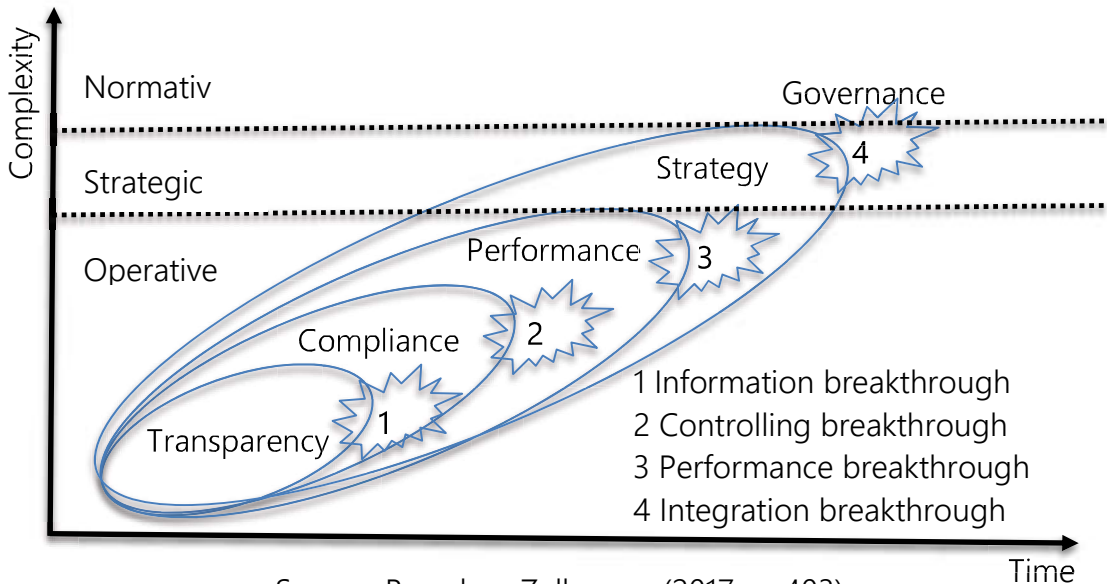 Complexity
Normativ
Governance
4
Strategy
Strategic
Performance
3
Operative
2
Compliance
1 Information breakthrough
1
2 Controlling breakthrough
Transparency
3 Performance breakthrough
4 Integration breakthrough
Time
(2017